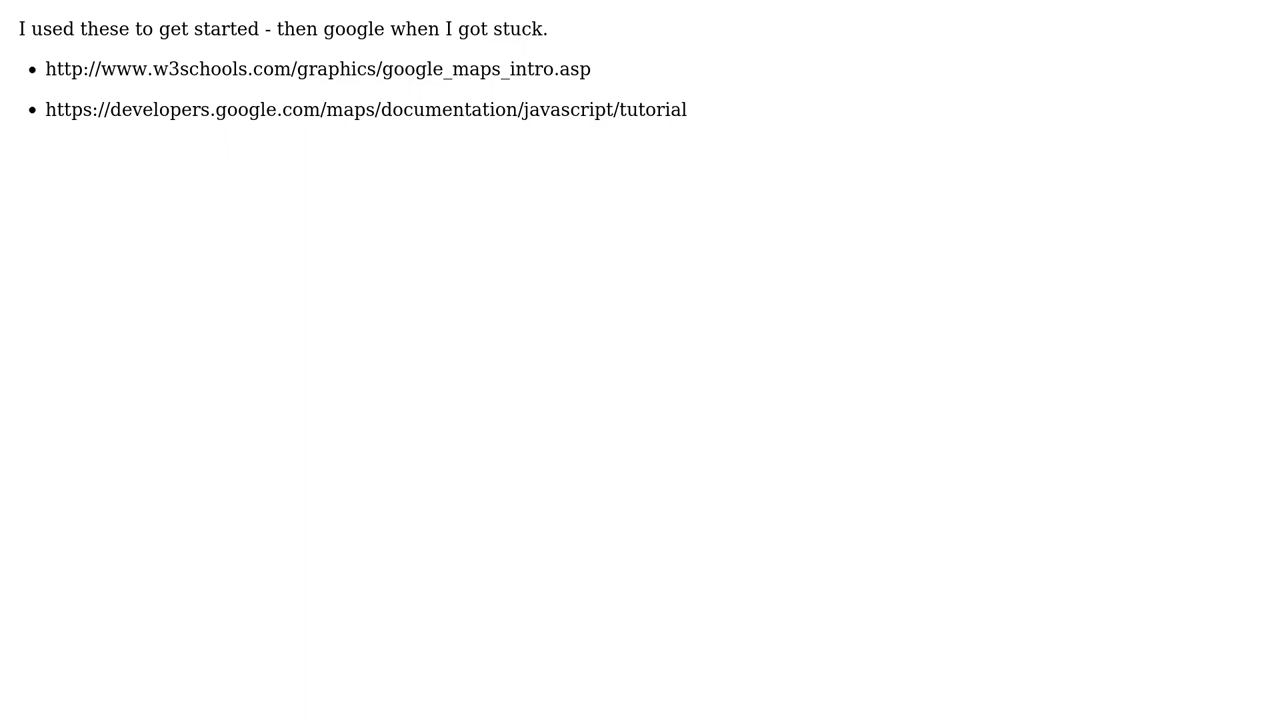 I used these to get started - then google when I got stuck.
• http://www.w3schools.com/graphics/google_maps_intro.asp
• https://developers.google.com/maps/documentation/javascript/tutorial